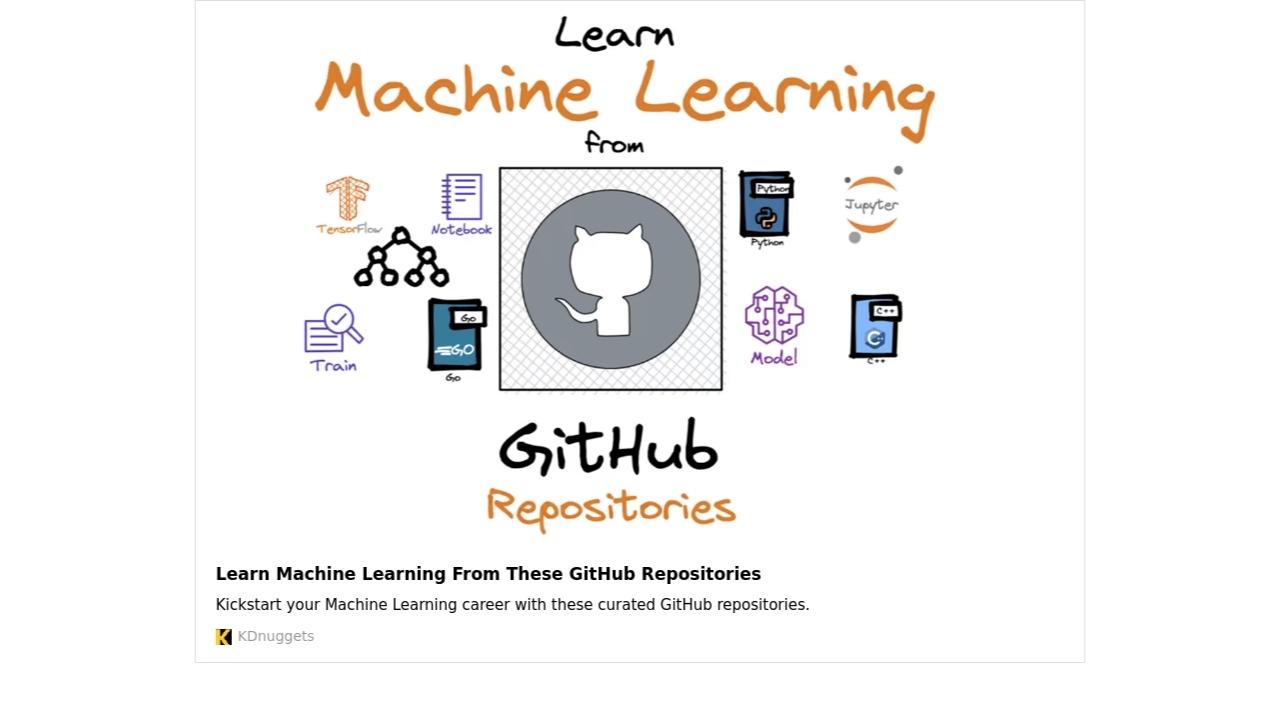 Learn
Machine Learning
from
TensorFlow
Notebook
Python
Python
Jupyter
Train
Go
GO
Go
Model
C++
C++
GitHub
Repositories
Learn Machine Learning From These GitHub Repositories
Kickstart your Machine Learning career with these curated GitHub repositories.
KDnuggets